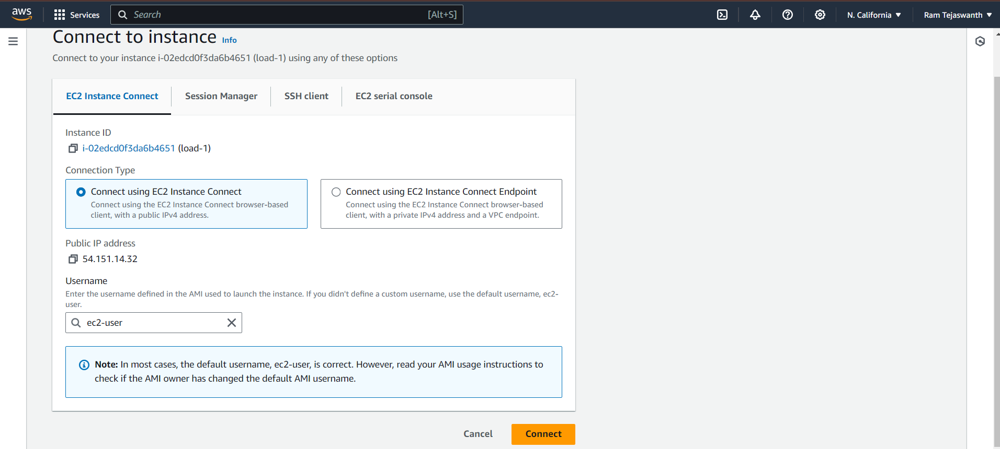 aws Services Search [Alt+S] N. California Ram Tejaswanth
Connect to instance Info
Connect to your instance i-02edcd0f3da6b4651 (load-1) using any of these options
EC2 Instance Connect Session Manager SSH client EC2 serial console
Instance ID
i-02edcd0f3da6b4651 (load-1)
Connection Type
Connect using EC2 Instance Connect
Connect using the EC2 Instance Connect browser-based
client, with a public IPv4 address.
Connect using EC2 Instance Connect Endpoint
Connect using the EC2 Instance Connect browser-based
client, with a private IPv4 address and a VPC endpoint.
Public IP address
54.151.14.32
Username
Enter the username defined in the AMI used to launch the instance. If you didn't define a custom username, use the default username, ec2-
user.
ec2-user
Note: In most cases, the default username, ec2-user, is correct. However, read your AMI usage instructions to
check if the AMI owner has changed the default AMI username.
Cancel Connect